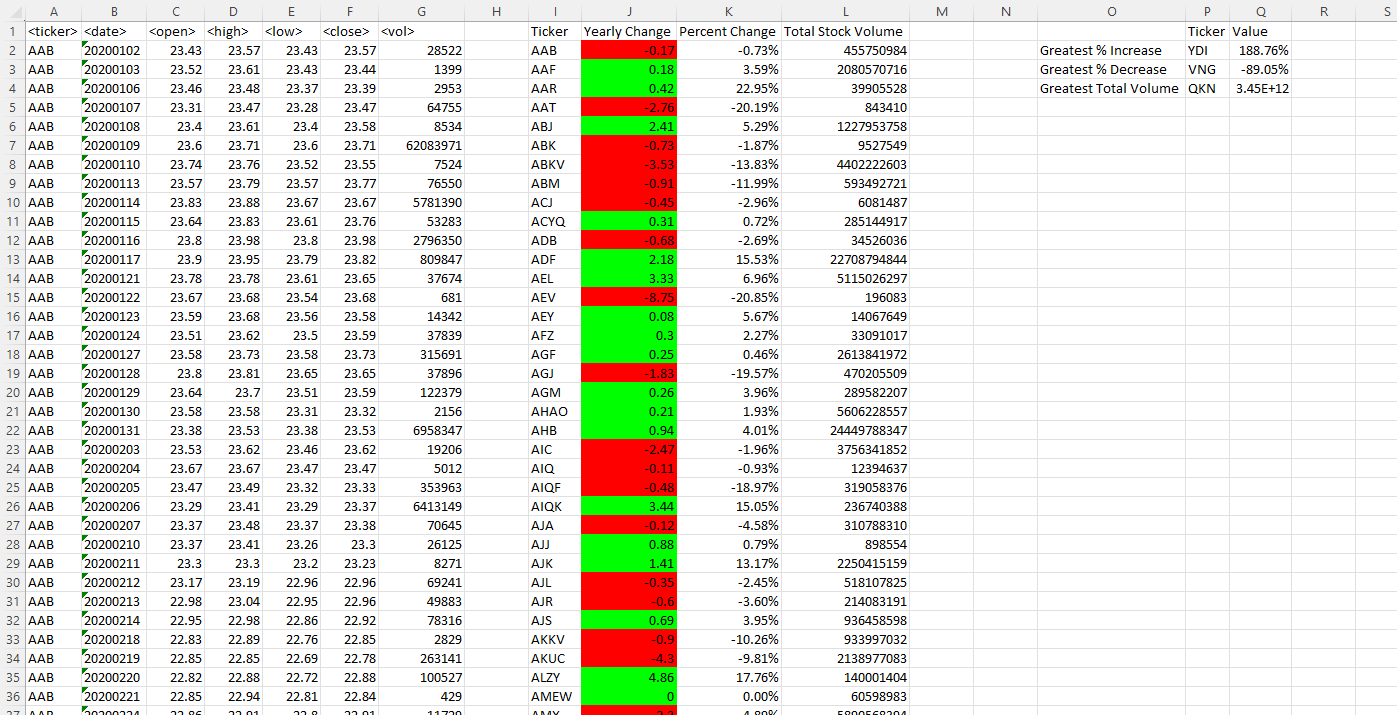 A B C D E F G H I J K L M N O P Q R S
1 <ticker> <date> <open> <high> <low> <close> <vol> Ticker Yearly Change Percent Change Total Stock Volume Ticker Value
2 AAB 20200102 23.43 23.57 23.43 23.57 28522 AAB -0.17 -0.73% 455750984 Greatest % Increase YDI 188.76%
3 AAB 20200103 23.52 23.61 23.43 23.44 1399 AAF 0.18 3.59% 2080570716 Greatest % Decrease VNG -89.05%
4 AAB 20200106 23.46 23.48 23.37 23.39 2953 AAR 0.42 22.95% 39905528 Greatest Total Volume QKN 3.45E+12
5 AAB 20200107 23.31 23.47 23.28 23.47 64755 AAT -2.76 -20.19% 843410
6 AAB 20200108 23.4 23.61 23.4 23.58 8534 ABJ 2.41 5.29% 1227953758
7 AAB 20200109 23.6 23.71 23.6 23.71 62083971 ABK -0.73 -1.87% 9527549
8 AAB 20200110 23.74 23.76 23.52 23.55 7524 ABKV -3.53 -13.83% 4402222603
9 AAB 20200113 23.57 23.79 23.57 23.77 76550 ABM -0.91 -11.99% 593492721
10 AAB 20200114 23.83 23.88 23.67 23.67 5781390 ACJ -0.45 -2.96% 6081487
11 AAB 20200115 23.64 23.83 23.61 23.76 53283 ACYQ 0.31 0.72% 285144917
12 AAB 20200116 23.8 23.98 23.8 23.98 2796350 ADB -0.68 -2.69% 34526036
13 AAB 20200117 23.9 23.95 23.79 23.82 809847 ADF 2.18 15.53% 22708794844
14 AAB 20200121 23.78 23.78 23.61 23.65 37674 AEL 3.33 6.96% 5115026297
15 AAB 20200122 23.67 23.68 23.54 23.68 681 AEV -8.75 -20.85% 196083
16 AAB 20200123 23.59 23.68 23.56 23.58 14342 AEY 0.08 5.67% 14067649
17 AAB 20200124 23.51 23.62 23.5 23.59 37839 AFZ 0.3 2.27% 33091017
18 AAB 20200127 23.58 23.73 23.58 23.73 315691 AGF 0.25 0.46% 2613841972
19 AAB 20200128 23.8 23.81 23.65 23.65 37896 AGJ -1.83 -19.57% 470205509
20 AAB 20200129 23.64 23.7 23.51 23.59 122379 AGM 0.26 3.96% 289582207
21 AAB 20200130 23.58 23.58 23.31 23.32 2156 AHAO 0.21 1.93% 5606228557
22 AAB 20200131 23.38 23.53 23.38 23.53 6958347 AHB 0.94 4.01% 24449788347
23 AAB 20200203 23.53 23.62 23.46 23.62 19206 AIC -2.47 -1.96% 3756341852
24 AAB 20200204 23.67 23.67 23.47 23.47 5012 AIQ -0.11 -0.93% 12394637
25 AAB 20200205 23.47 23.49 23.32 23.33 353963 AIQF -0.48 -18.97% 319058376
26 AAB 20200206 23.29 23.41 23.29 23.37 6413149 AIQK 3.44 15.05% 236740388
27 AAB 20200207 23.37 23.48 23.37 23.38 70645 AJA -0.12 -4.58% 310788310
28 AAB 20200210 23.37 23.41 23.26 23.3 26125 AJJ 0.88 0.79% 898554
29 AAB 20200211 23.3 23.3 23.2 23.23 8271 AJK 1.41 13.17% 2250415159
30 AAB 20200212 23.17 23.19 22.96 22.96 69241 AJL -0.35 -2.45% 518107825
31 AAB 20200213 22.98 23.04 22.95 22.96 49883 AJR -0.6 -3.60% 214083191
32 AAB 20200214 22.95 22.98 22.86 22.92 78316 AJS 0.69 3.95% 936458598
33 AAB 20200218 22.83 22.89 22.76 22.85 2829 AKKV -0.9 -10.26% 933997032
34 AAB 20200219 22.85 22.85 22.69 22.78 263141 AKUC -4.3 -9.81% 2138977083
35 AAB 20200220 22.82 22.88 22.72 22.88 100527 ALZY 4.86 17.76% 140001404
36 AAB 20200221 22.85 22.94 22.81 22.84 429 AMEW 0 0.00% 60598983